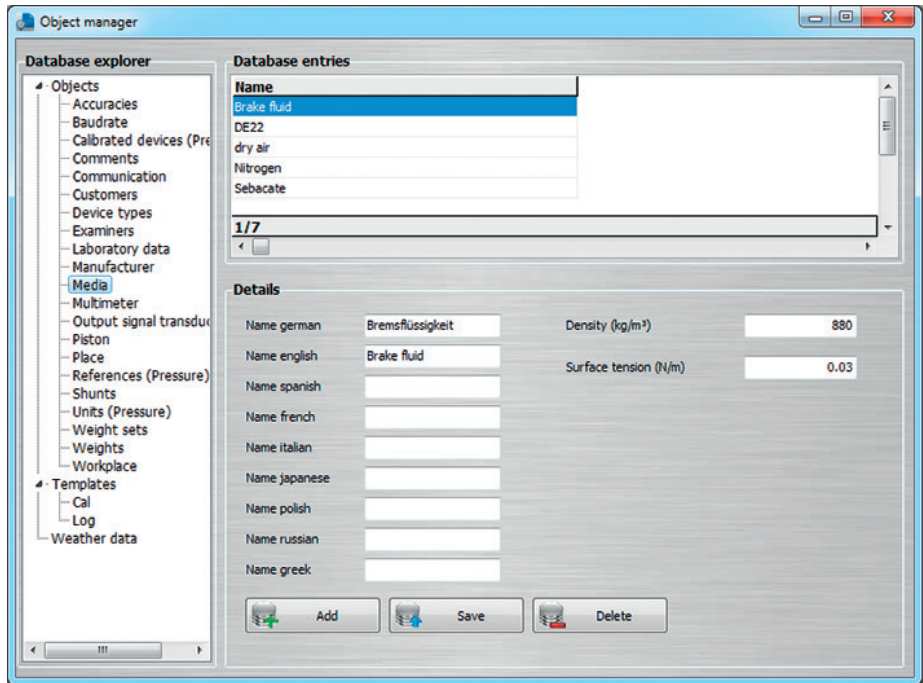 Object manager
Database explorer
Objects
Accuracies
Baudrate
Calibrated devices (Pre
Comments
Communication
Customers
Device types
Examiners
Laboratory data
Manufacturer
Media
Multimeter
Output signal transduc
Piston
Place
References (Pressure)
Shunts
Units (Pressure)
Weight sets
Weights
Workplace
Templates
Cal
Log
Weather data
Database entries
Name
Brake fluid
DE22
dry air
Nitrogen
Sebacate
1/7
Details
Name german Bremsflüssigkeit Density (kg/m³) 880
Name english Brake fluid Surface tension (N/m) 0.03
Name spanish
Name french
Name italian
Name japanese
Name polish
Name russian
Name greek
Add Save Delete